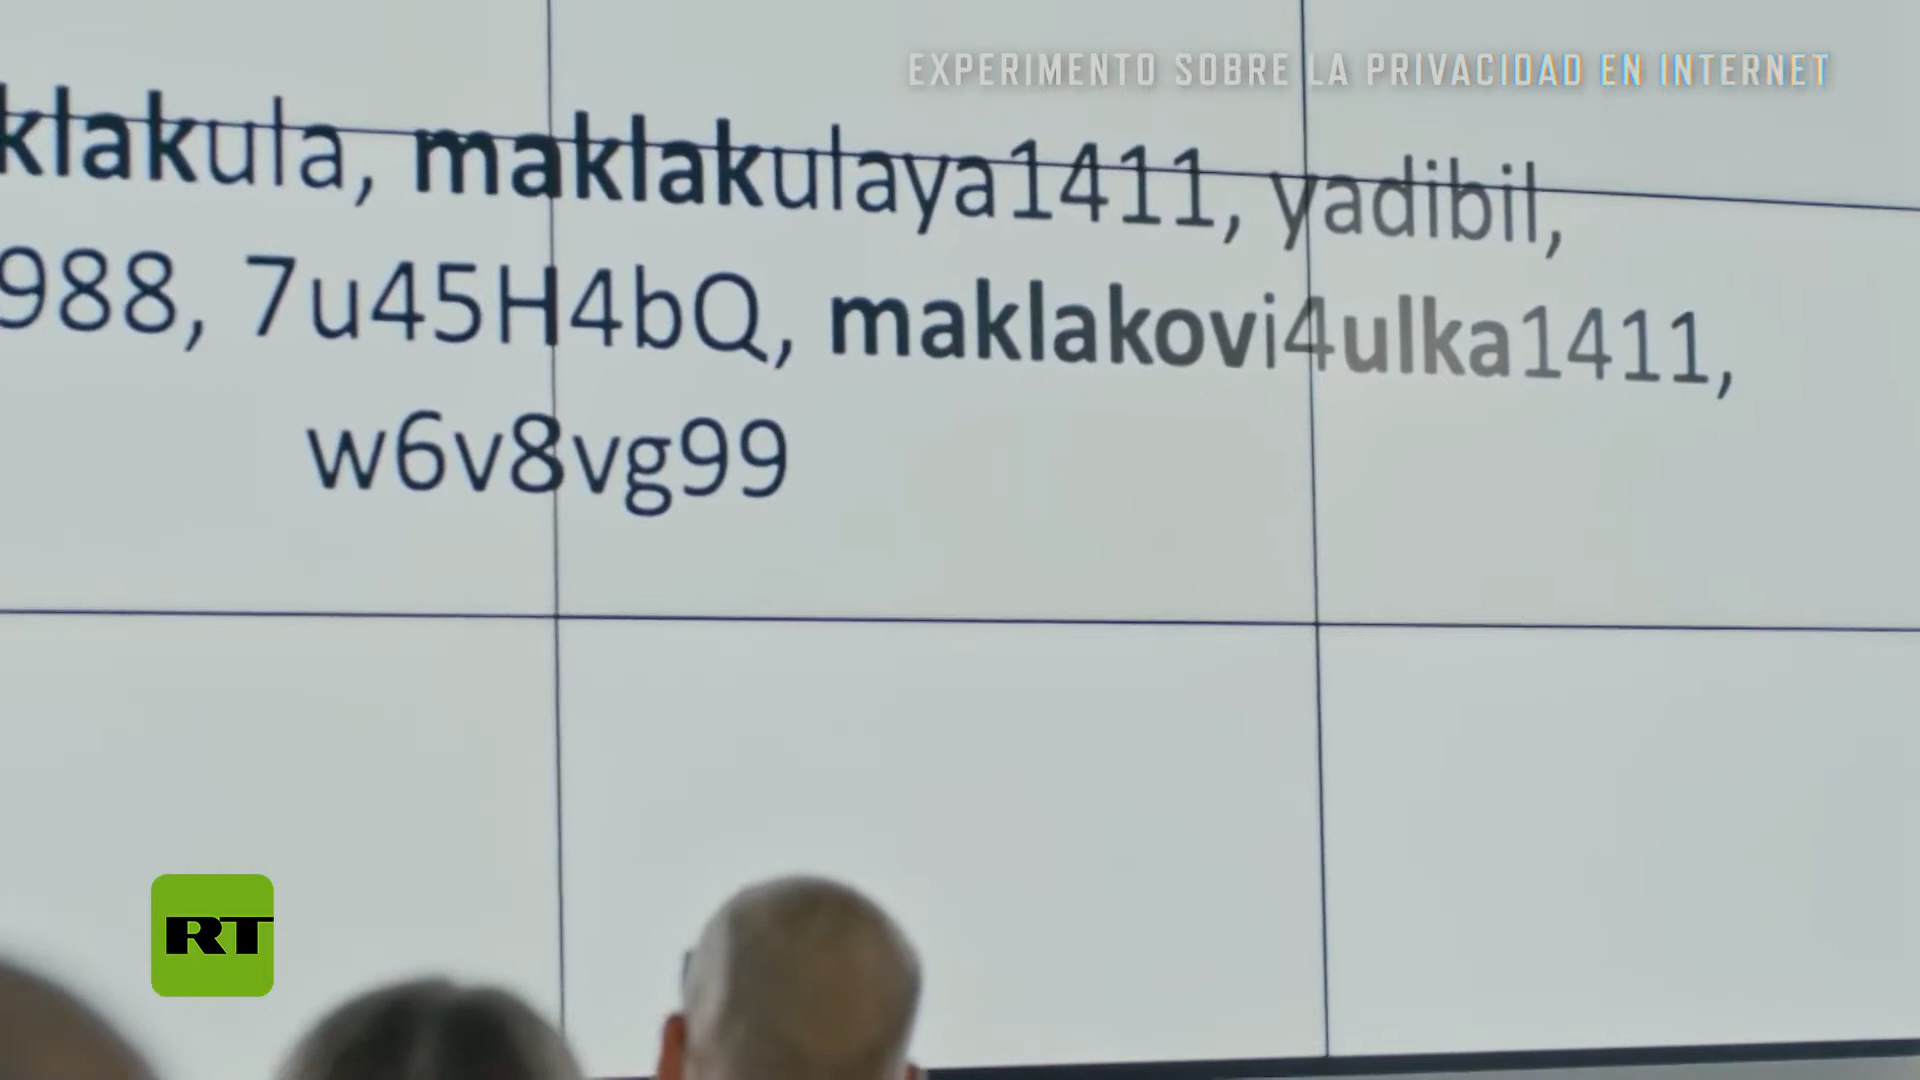 EXPERIMENTO SOBRE LA PRIVACIDAD EN INTERNET
klakula, maklakulaya1411, yadibil,
988, 7u45H4bQ, maklakovi4ulka1411,
w6v8vg99
RT